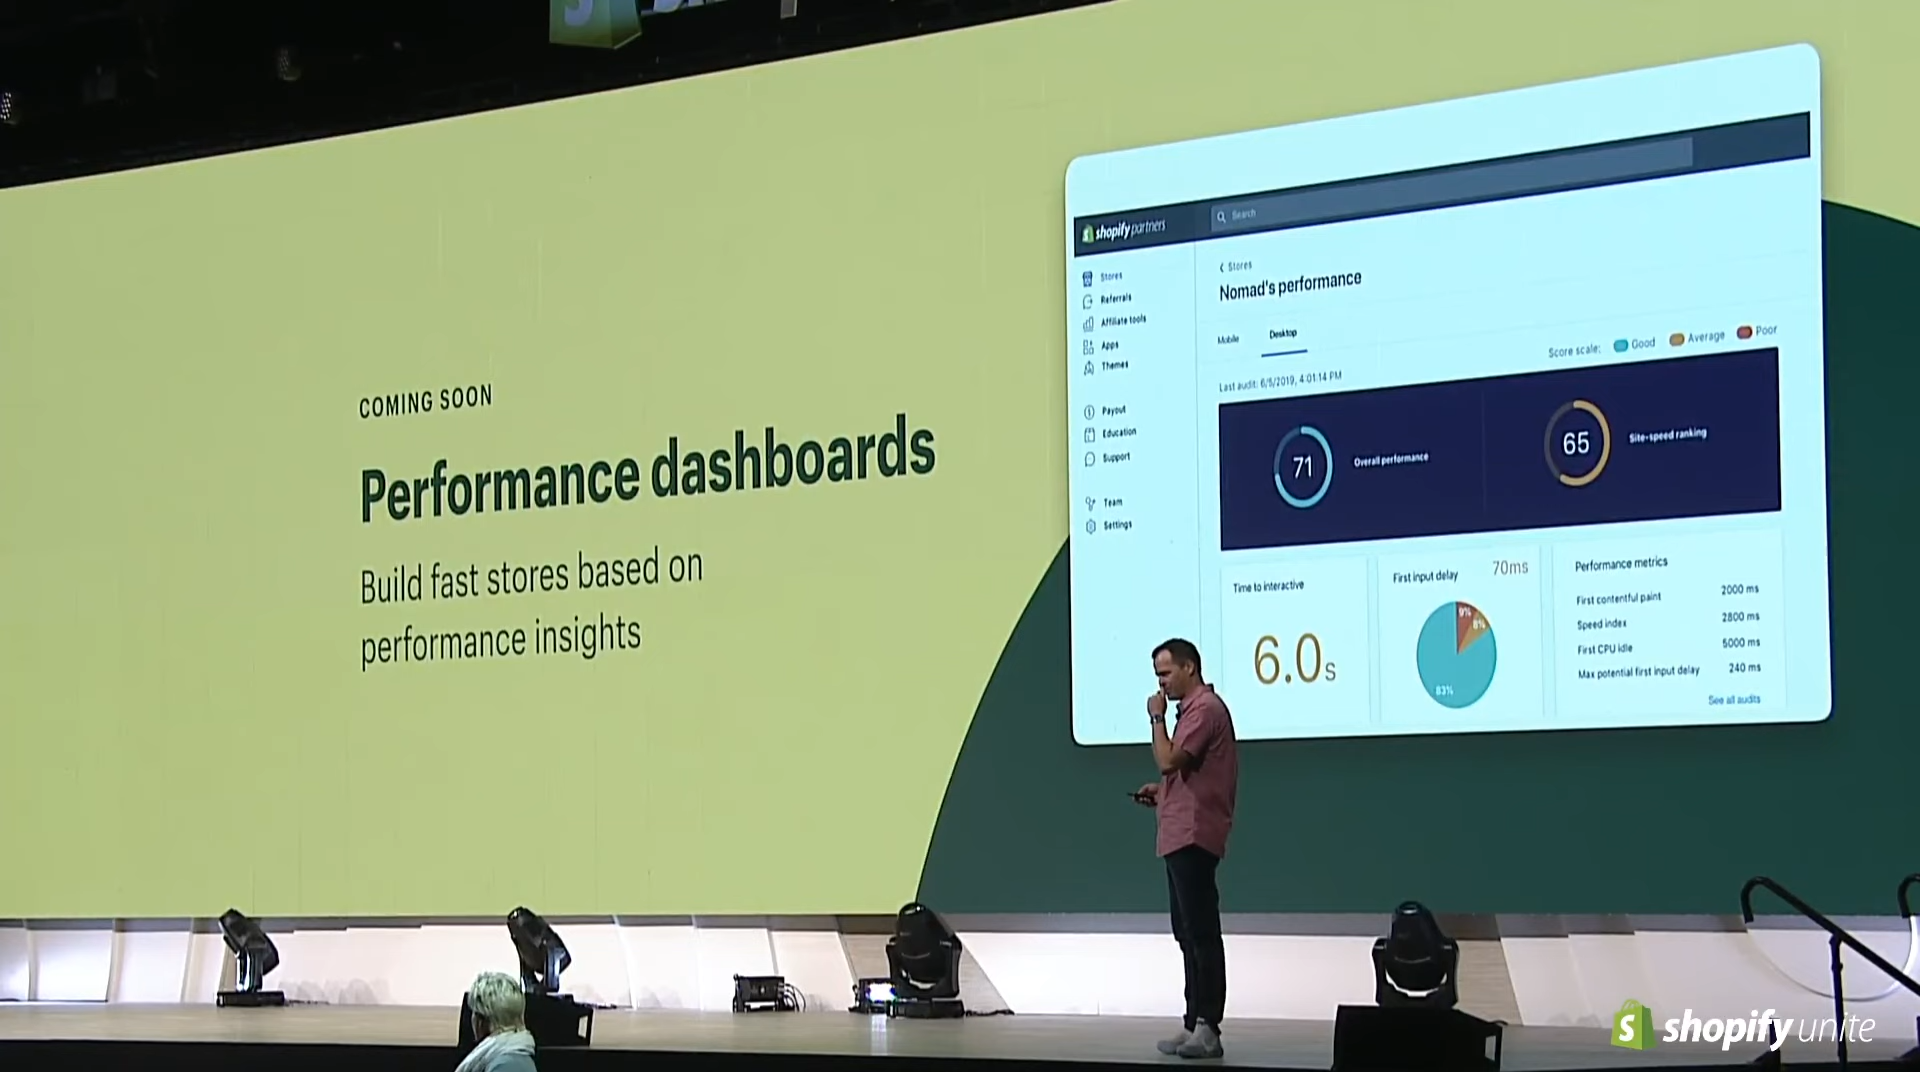 COMING SOON
Performance dashboards
Build fast stores based on
performance insights
shopify partners
Search
Stores
Referrals
Affiliate tools
Apps
Themes
Payout
Education
Support
Team
Settings
Stores
Nomad's performance
Mobile
Desktop
Score scale: Good Average Poor
Last audit: 6/5/2019, 4:01:14 PM
71
Overall performance
65
Site-speed ranking
Time to interactive
6.0s
First input delay 70ms
9%
8%
83%
Performance metrics
First contentful paint 2000 ms
Speed index 2800 ms
First CPU idle 5000 ms
Max potential first input delay 240 ms
See all audits
shopify unite